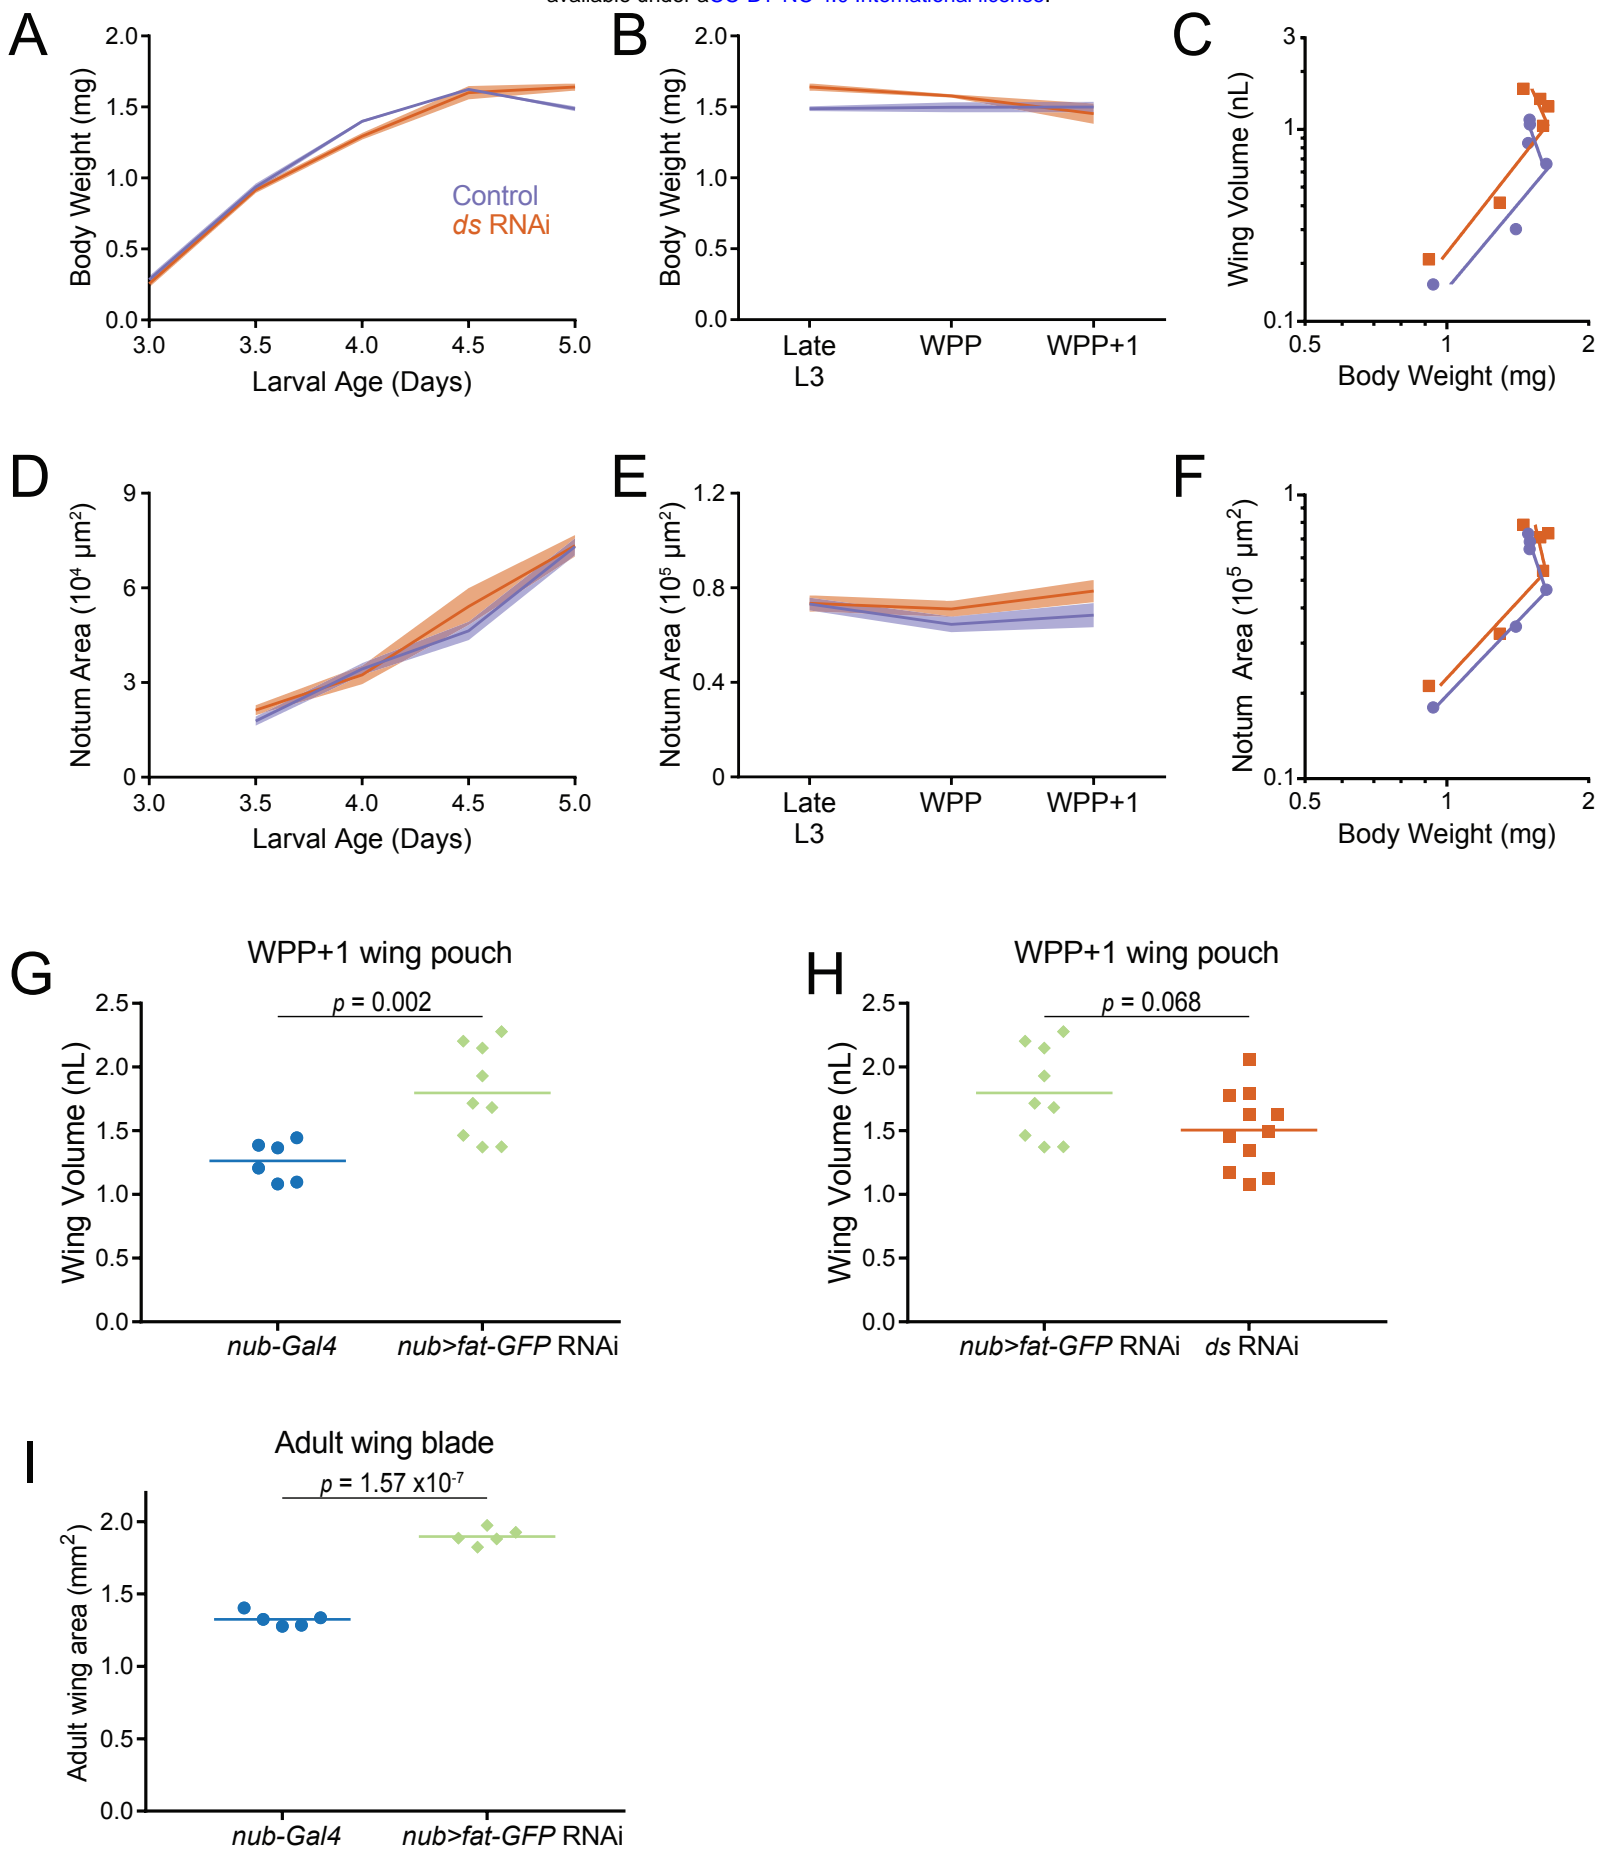 available under aCC-BY-NC 4.0 International license.
A
2.0
1.5
1.0
0.5
0.0
Body Weight (mg)
3.0 3.5 4.0 4.5 5.0
Larval Age (Days)
Control
ds RNAi
B
2.0
1.5
1.0
0.5
0.0
Body Weight (mg)
Late L3 WPP WPP+1
C
3
1
0.1
Wing Volume (nL)
0.5 1 2
Body Weight (mg)
D
9
6
3
0
Notum Area (10⁴ μm²)
3.0 3.5 4.0 4.5 5.0
Larval Age (Days)
E
1.2
0.8
0.4
0
Notum Area (10⁵ μm²)
Late L3 WPP WPP+1
F
1
0.1
Notum Area (10⁵ μm²)
0.5 1 2
Body Weight (mg)
G
WPP+1 wing pouch
p = 0.002
2.5
2.0
1.5
1.0
0.5
0.0
Wing Volume (nL)
nub-Gal4 nub>fat-GFP RNAi
H
WPP+1 wing pouch
p = 0.068
2.5
2.0
1.5
1.0
0.5
0.0
Wing Volume (nL)
nub>fat-GFP RNAi ds RNAi
I
Adult wing blade
p = 1.57 x10⁻⁷
2.0
1.5
1.0
0.5
0.0
Adult wing area (mm²)
nub-Gal4 nub>fat-GFP RNAi